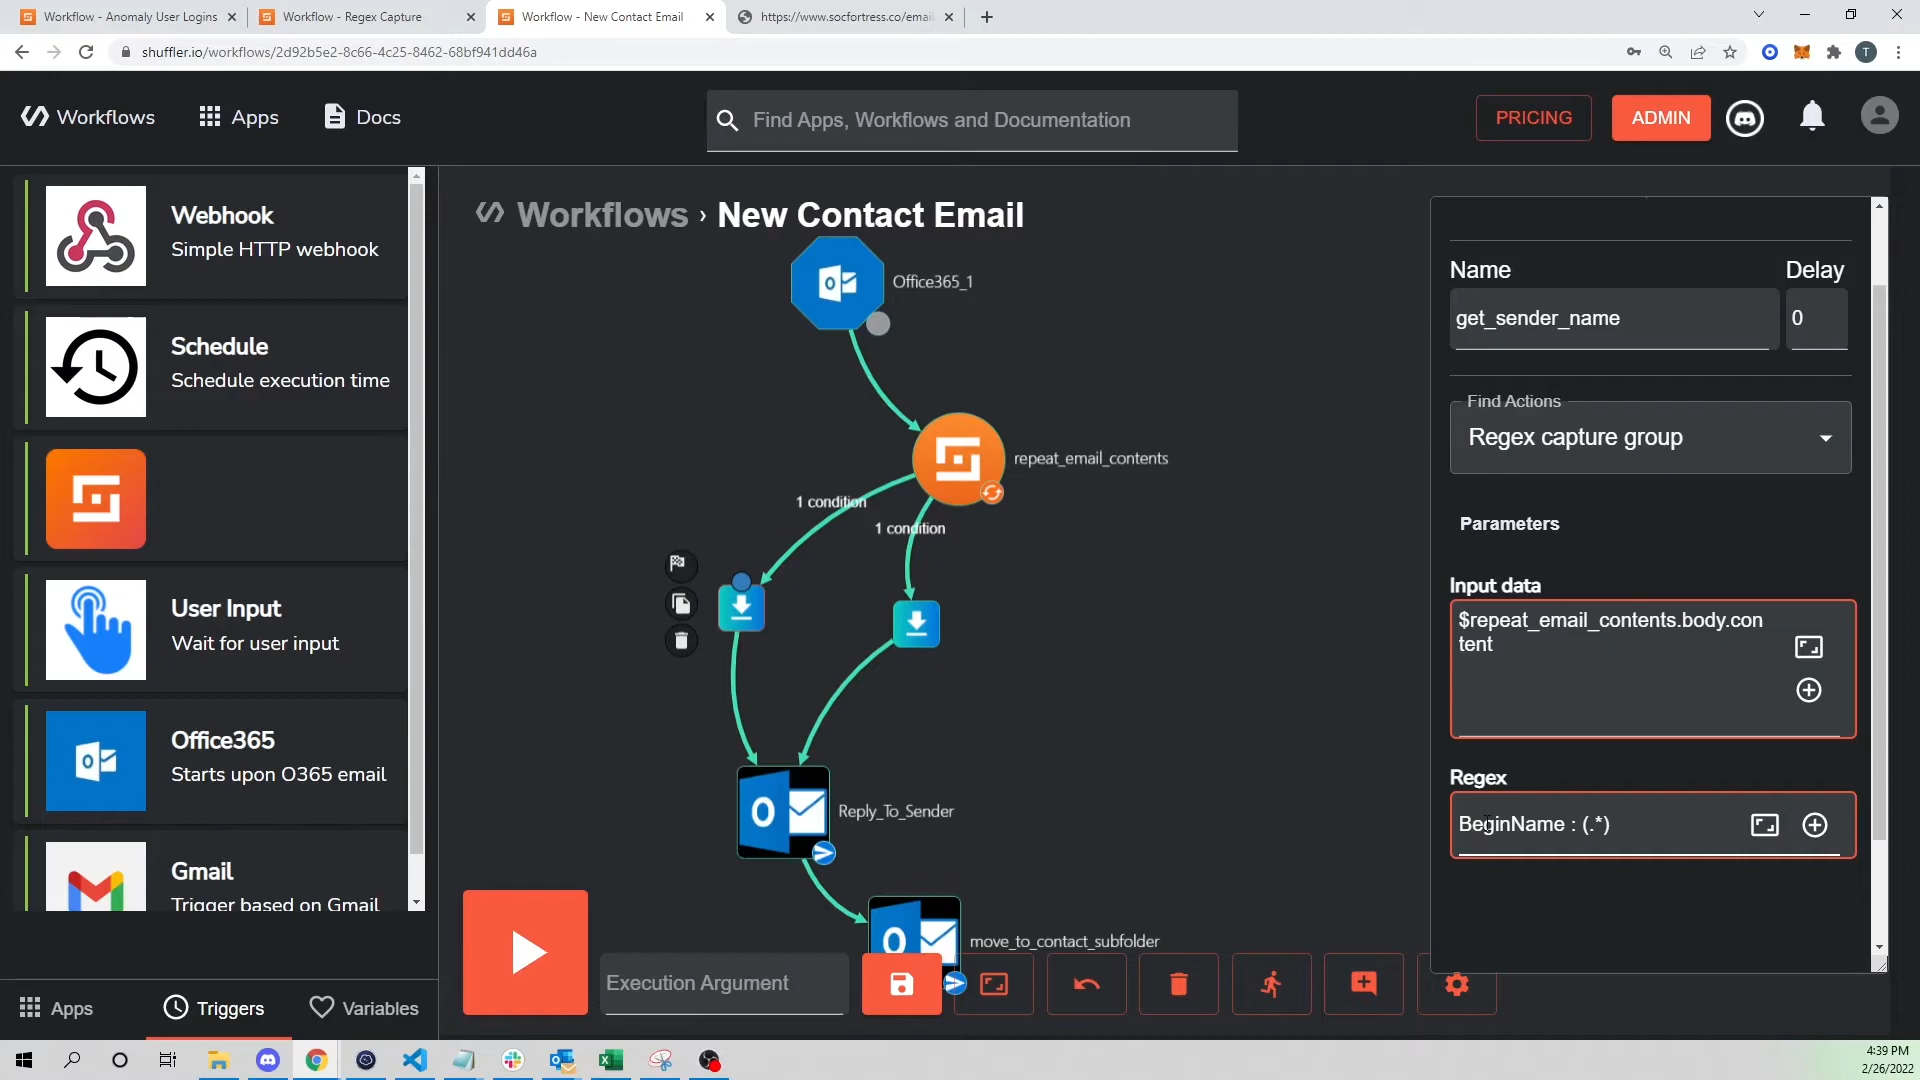 Workflow - Anomaly User Logins
Workflow - Regex Capture
Workflow - New Contact Email
https://www.socfortress.co/email
shuffler.io/workflows/2d92b5e2-8c66-4c25-8462-68bf941dd46a
T
Workflows
Apps
Docs
Find Apps, Workflows and Documentation
PRICING
ADMIN
Webhook
Simple HTTP webhook
Schedule
Schedule execution time
User Input
Wait for user input
Office365
Starts upon O365 email
Gmail
Trigger based on Gmail
Apps
Triggers
Variables
Workflows › New Contact Email
Office365_1
repeat_email_contents
1 condition
1 condition
Reply_To_Sender
move_to_contact_subfolder
Execution Argument
Name
Delay
get_sender_name
0
Find Actions
Regex capture group
Parameters
Input data
$repeat_email_contents.body.con
tent
Regex
BeginName : (.*)
4:39 PM
2/26/2022